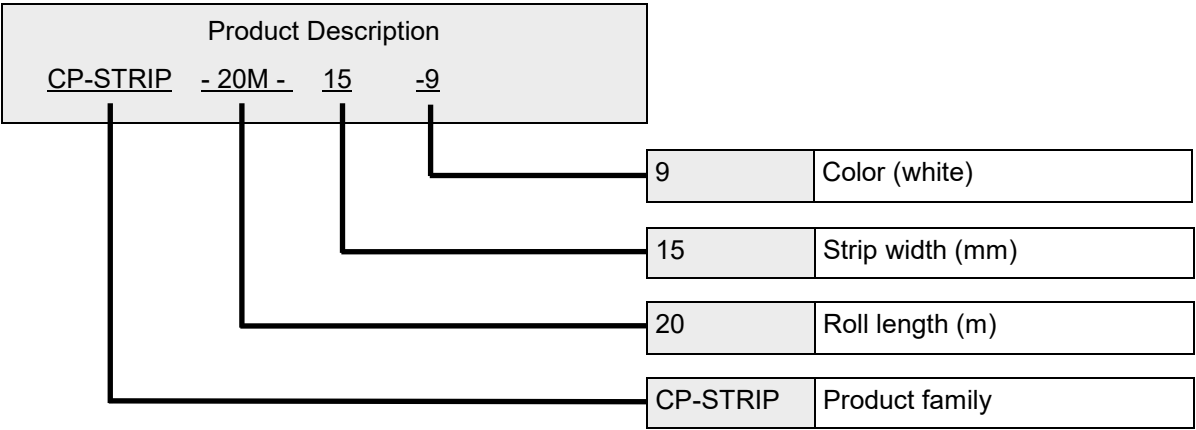 Product Description
CP-STRIP - 20M - 15 -9
9 Color (white)
15 Strip width (mm)
20 Roll length (m)
CP-STRIP Product family